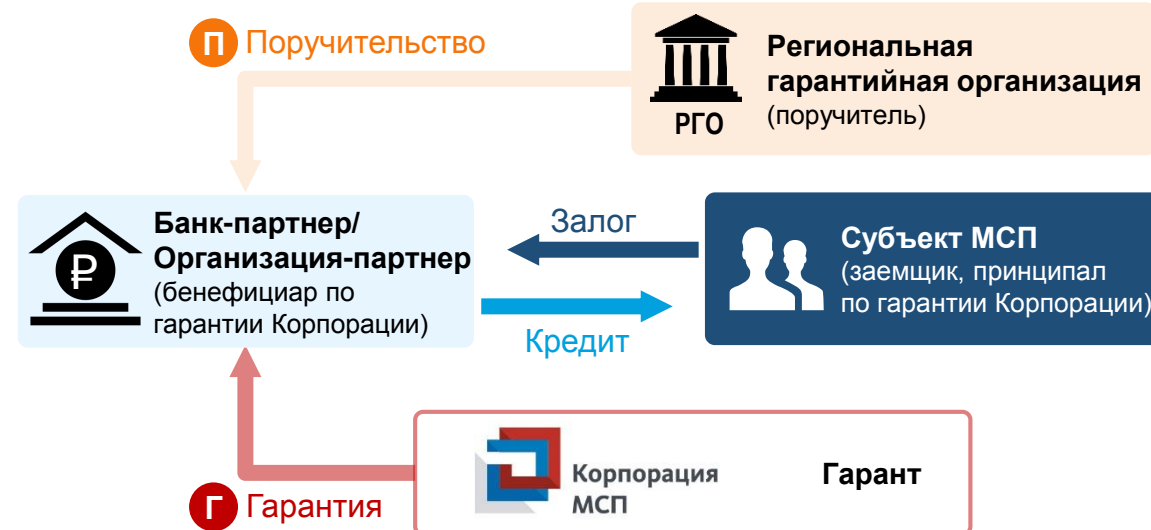 П Поручительство
Региональная
гарантийная организация
(поручитель)
РГО
Банк-партнер/
Организация-партнер
(бенефициар по
гарантии Корпорации)
₽
Залог
Кредит
Субъект МСП
(заемщик, принципал
по гарантии Корпорации)
Корпорация
МСП
Гарант
Г Гарантия